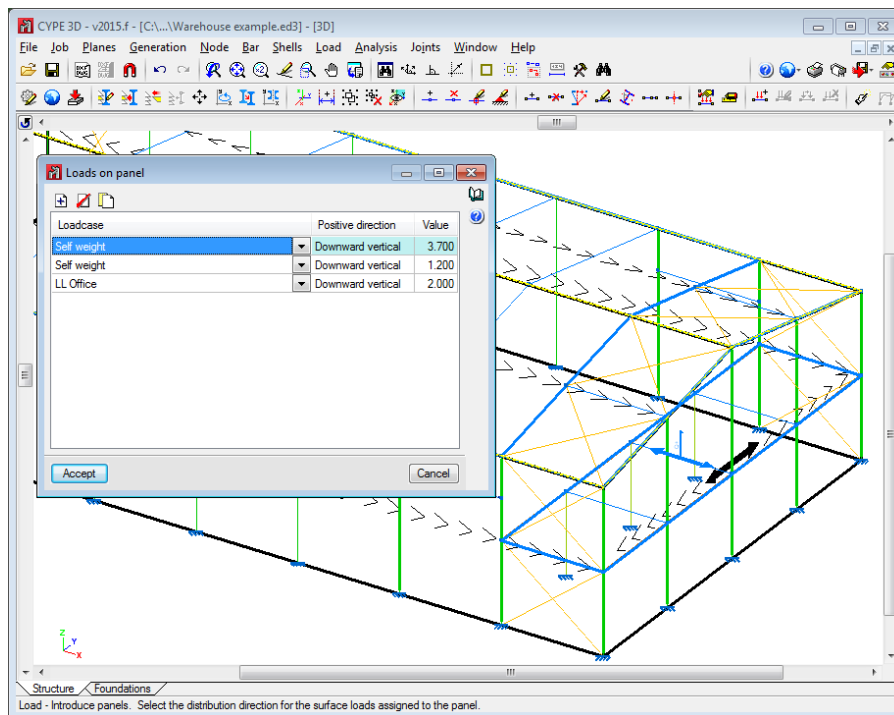 CYPE 3D - v2015.f - [C:\...\Warehouse example.ed3] - [3D]
File Job Planes Generation Node Bar Shells Load Analysis Joints Window Help
Loads on panel
Loadcase Positive direction Value
Self weight Downward vertical 3.700
Self weight Downward vertical 1.200
LL Office Downward vertical 2.000
Accept Cancel
Z
Y
X
Structure Foundations
Load - Introduce panels. Select the distribution direction for the surface loads assigned to the panel.